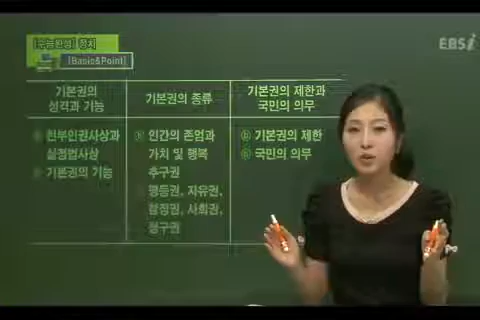 [수능완성] 정치
EBSi
[Basic&Point]
기본권의
성격과 기능
기본권의 종류
기본권의 제한과
국민의 의무
천부인권사상과
실정법사상
기본권의 기능
인간의 존엄과
가치 및 행복
추구권
평등권, 자유권,
참정권, 사회권,
청구권
기본권의 제한
국민의 의무